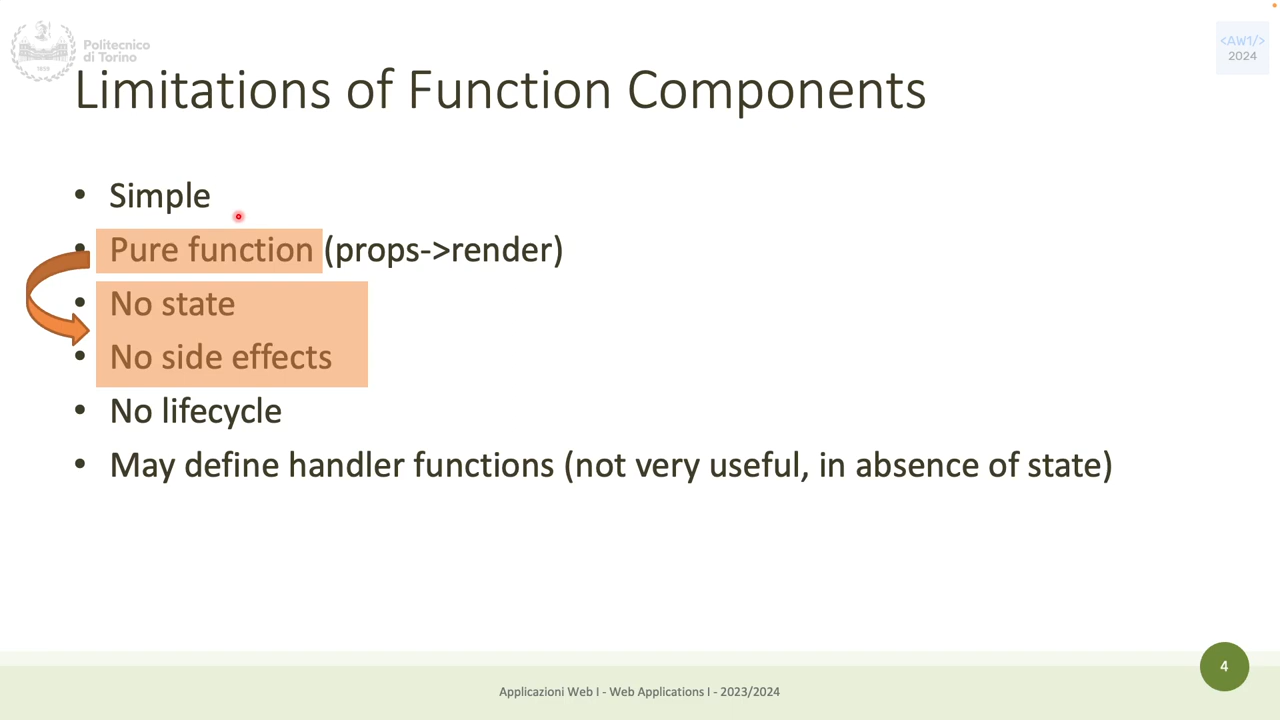 Politecnico
di Torino
1859
<AW1/>
2024
Limitations of Function Components
• Simple
• Pure function (props->render)
• No state
• No side effects
• No lifecycle
• May define handler functions (not very useful, in absence of state)
4
Applicazioni Web I - Web Applications I - 2023/2024